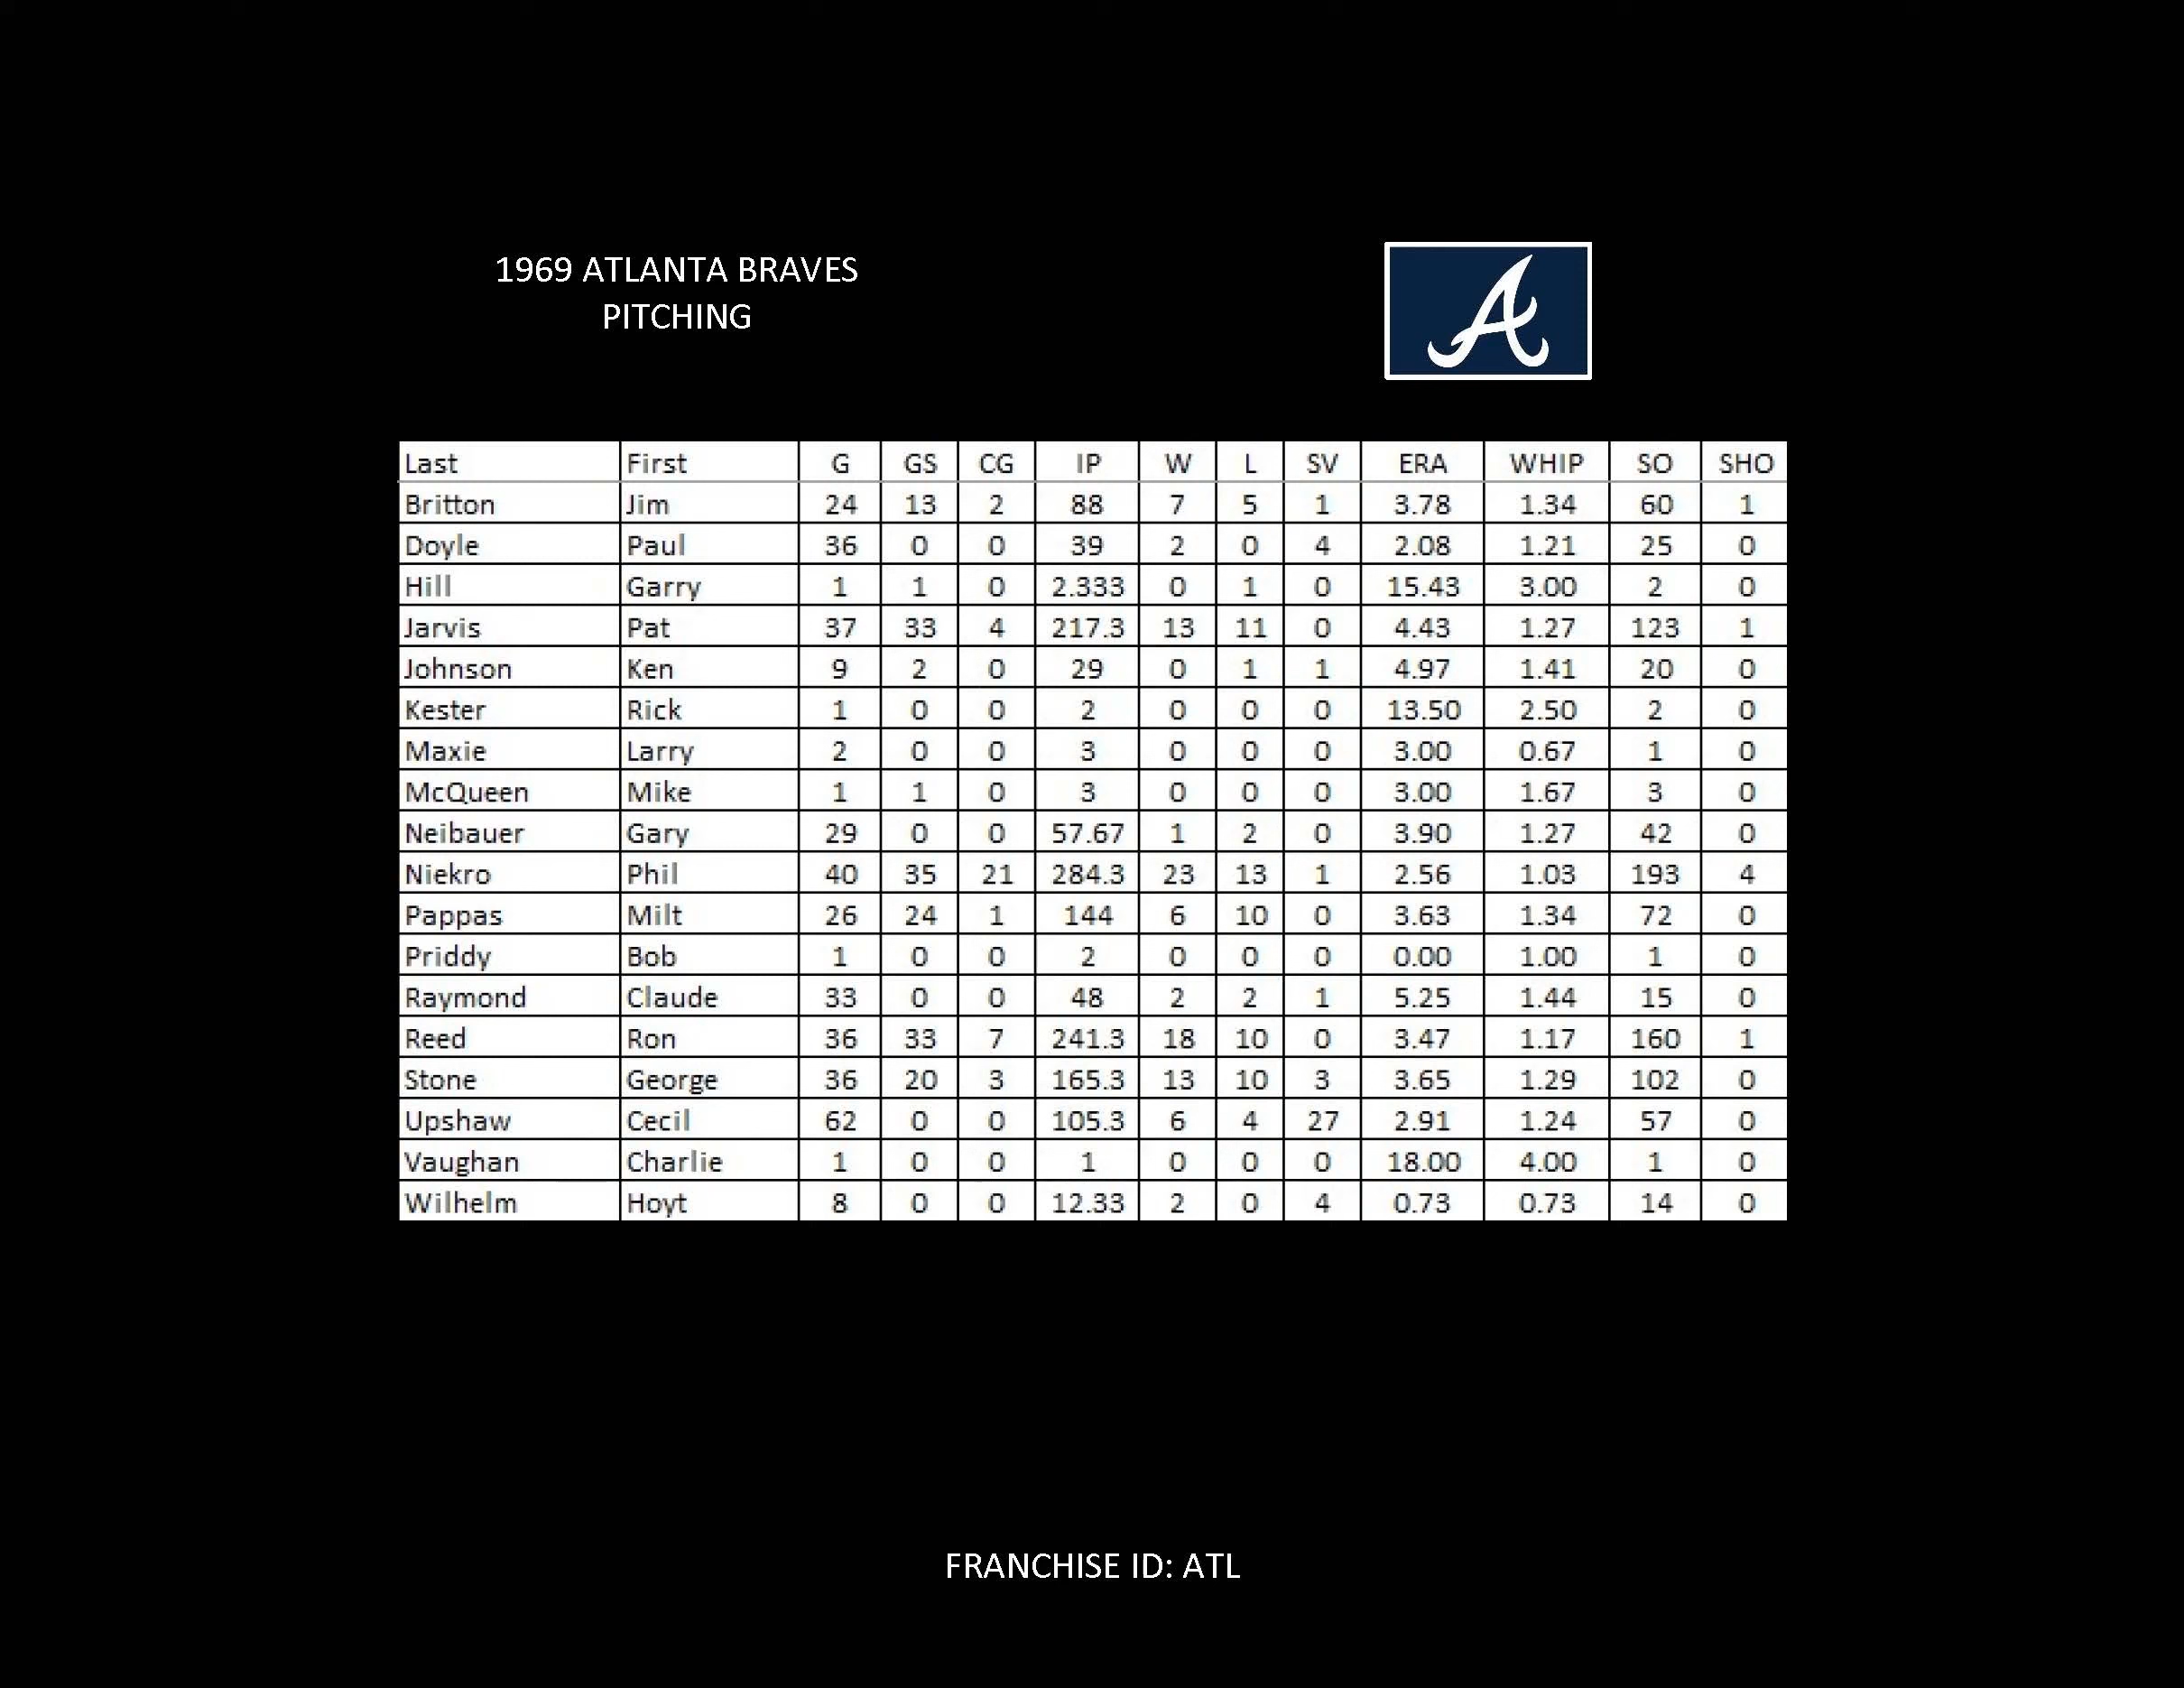 1969 ATLANTA BRAVES
PITCHING
A
Last First G GS CG IP W L SV ERA WHIP SO SHO
Britton Jim 24 13 2 88 7 5 1 3.78 1.34 60 1
Doyle Paul 36 0 0 39 2 0 4 2.08 1.21 25 0
Hill Garry 1 1 0 2.333 0 1 0 15.43 3.00 2 0
Jarvis Pat 37 33 4 217.3 13 11 0 4.43 1.27 123 1
Johnson Ken 9 2 0 29 0 1 1 4.97 1.41 20 0
Kester Rick 1 0 0 2 0 0 0 13.50 2.50 2 0
Maxie Larry 2 0 0 3 0 0 0 3.00 0.67 1 0
McQueen Mike 1 1 0 3 0 0 0 3.00 1.67 3 0
Neibauer Gary 29 0 0 57.67 1 2 0 3.90 1.27 42 0
Niekro Phil 40 35 21 284.3 23 13 1 2.56 1.03 193 4
Pappas Milt 26 24 1 144 6 10 0 3.63 1.34 72 0
Priddy Bob 1 0 0 2 0 0 0 0.00 1.00 1 0
Raymond Claude 33 0 0 48 2 2 1 5.25 1.44 15 0
Reed Ron 36 33 7 241.3 18 10 0 3.47 1.17 160 1
Stone George 36 20 3 165.3 13 10 3 3.65 1.29 102 0
Upshaw Cecil 62 0 0 105.3 6 4 27 2.91 1.24 57 0
Vaughan Charlie 1 0 0 1 0 0 0 18.00 4.00 1 0
Wilhelm Hoyt 8 0 0 12.33 2 0 4 0.73 0.73 14 0
FRANCHISE ID: ATL